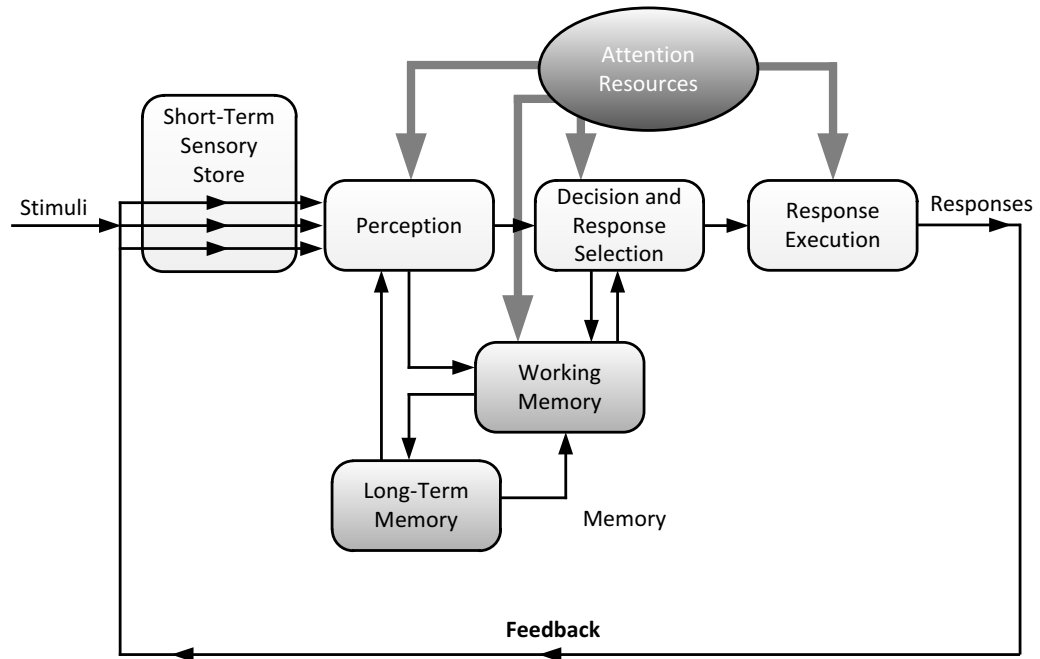 Attention
Resources
Short-Term
Sensory
Store
Stimuli
Perception
Decision and
Response
Selection
Response
Execution
Responses
Working
Memory
Long-Term
Memory
Memory
Feedback